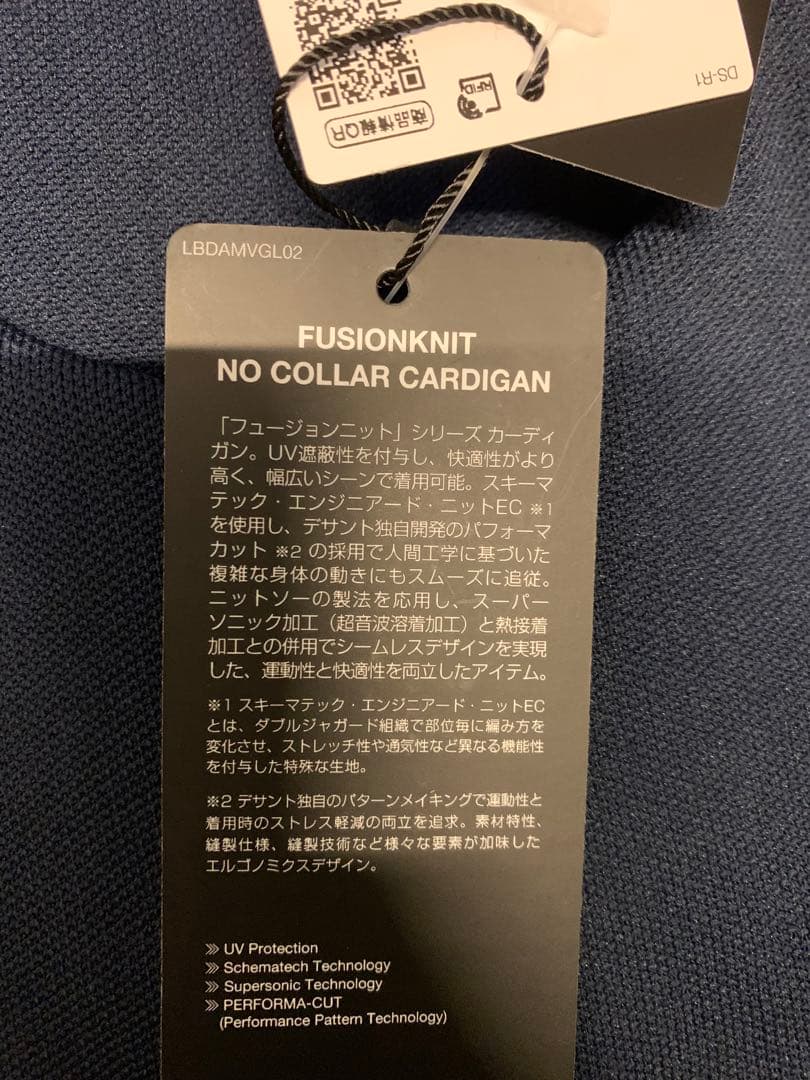 DS-R1
RFID
商品情報QR
LBDAMVGL02
FUSIONKNIT
NO COLLAR CARDIGAN
「フュージョンニット」シリーズ カーディ
ガン。UV遮蔽性を付与し、快適性がより
高く、幅広いシーンで着用可能。スキーマ
テック・エンジニアード・ニットEC ※1
を使用し、デサント独自開発のパフォーマ
カット ※2 の採用で人間工学に基づいた
複雑な身体の動きにもスムーズに追従。
ニットソーの製法を応用し、スーパー
ソニック加工（超音波溶着加工）と熱接着
加工との併用でシームレスデザインを実現
した、運動性と快適性を両立したアイテム。
※1 スキーマテック・エンジニアード・ニットEC
とは、ダブルジャガード組織で部位毎に編み方を
変化させ、ストレッチ性や通気性など異なる機能性
を付与した特殊な生地。
※2 デサント独自のパターンメイキングで運動性と
着用時のストレス軽減の両立を追求。素材特性、
縫製仕様、縫製技術など様々な要素が加味した
エルゴノミクスデザイン。
UV Protection
Schematech Technology
Supersonic Technology
PERFORMA-CUT
(Performance Pattern Technology)